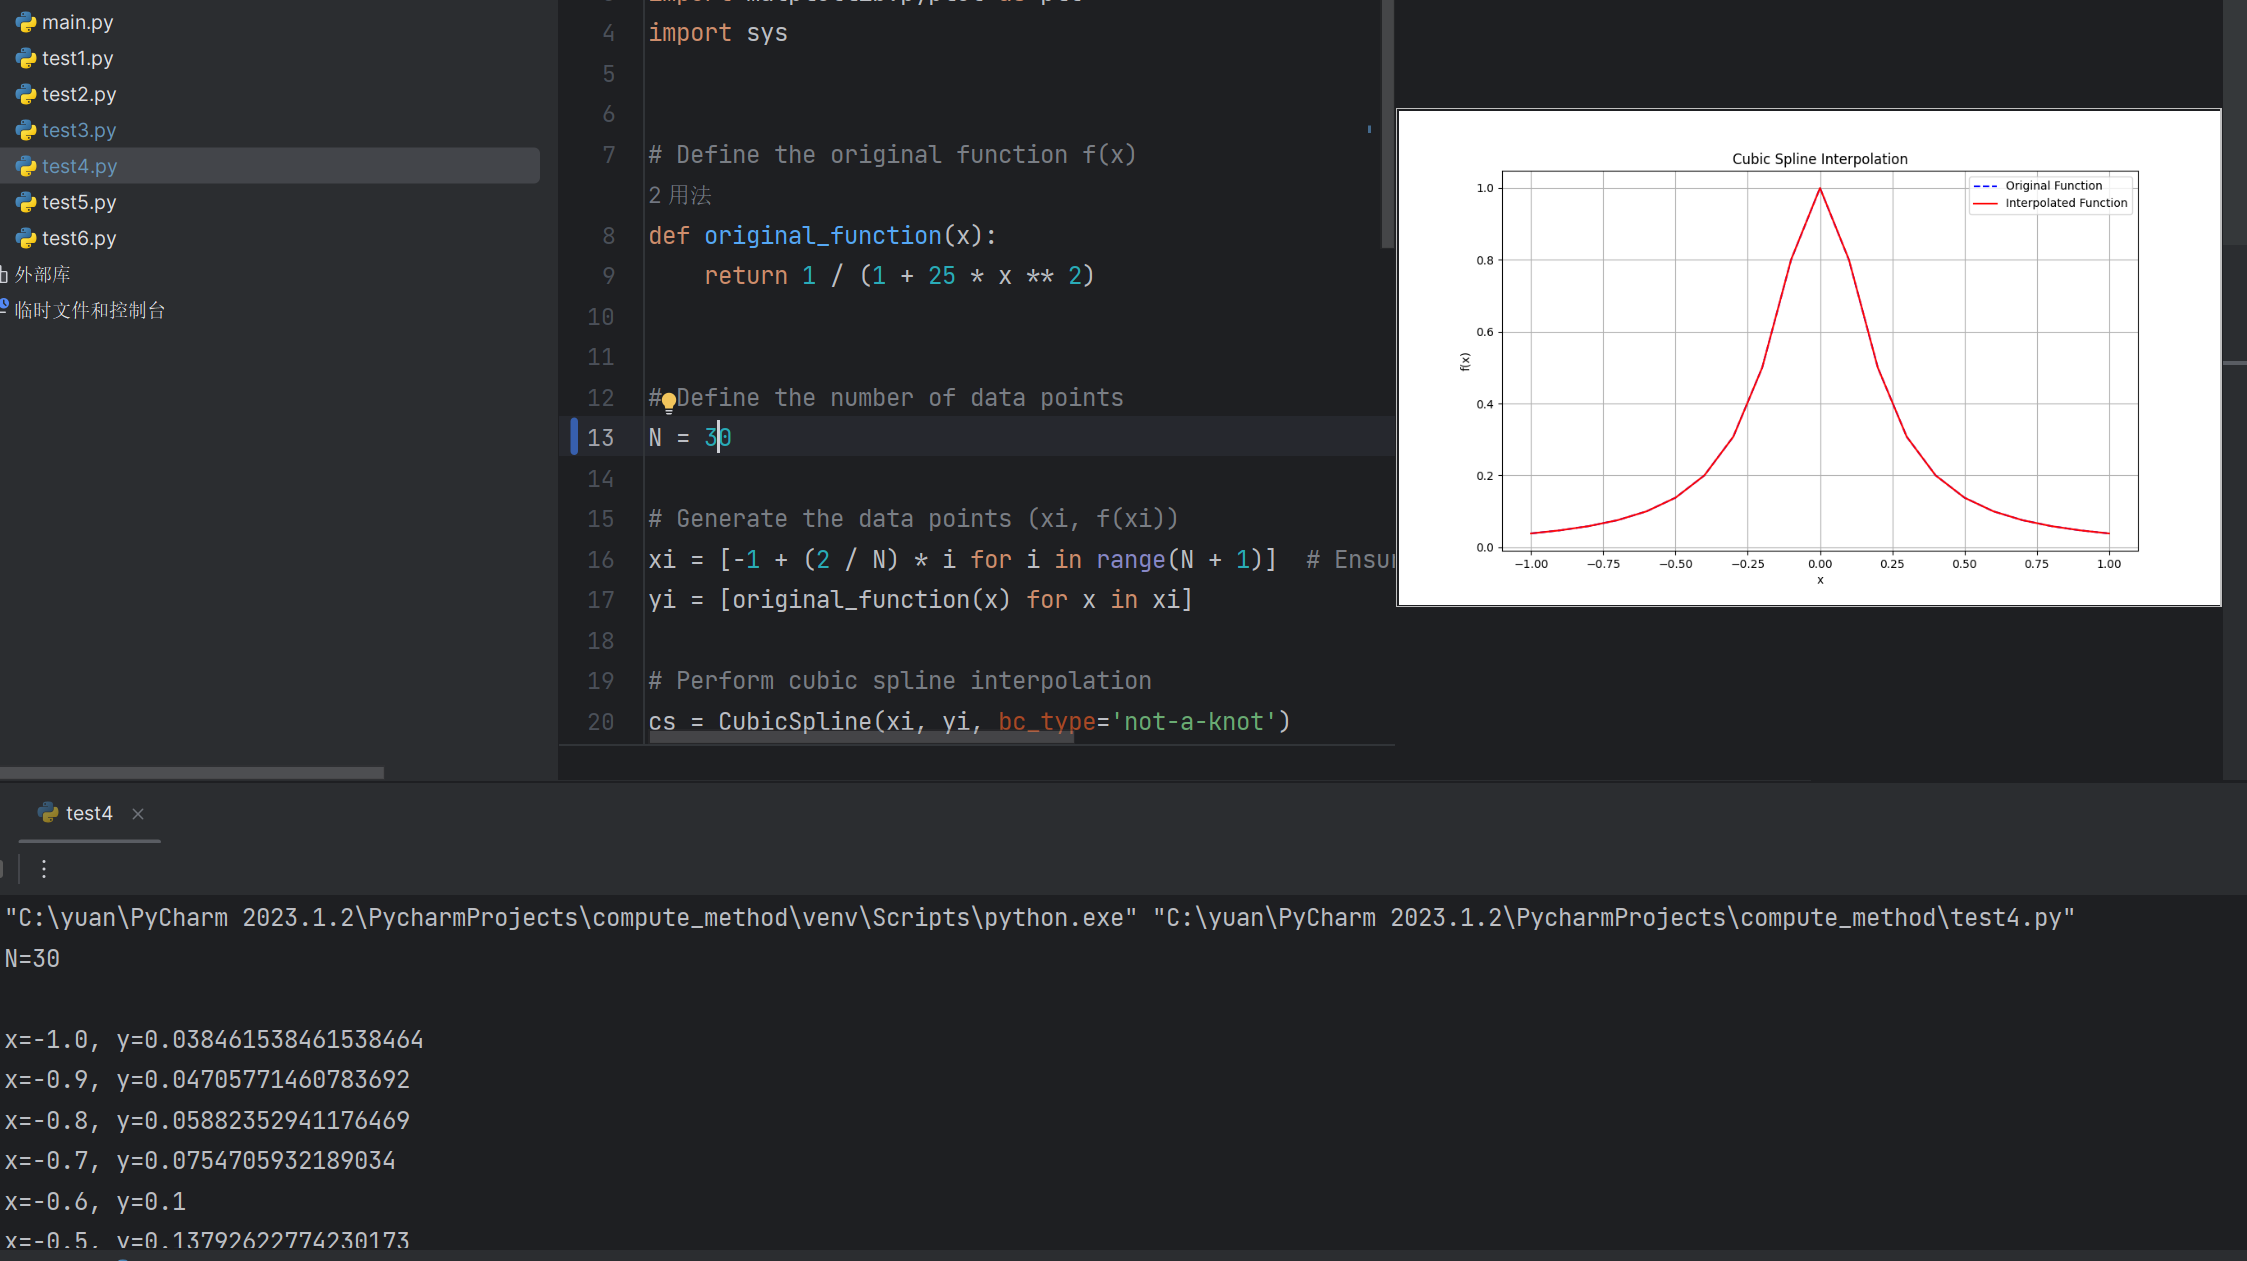 main.py
test1.py
test2.py
test3.py
test4.py
test5.py
test6.py
外部库
临时文件和控制台
4 import sys
5
6
7 # Define the original function f(x)
2 用法
8 def original_function(x):
9 return 1 / (1 + 25 * x ** 2)
10
11
12 # Define the number of data points
13 N = 30
14
15 # Generate the data points (xi, f(xi))
16 xi = [-1 + (2 / N) * i for i in range(N + 1)] # Ensur
17 yi = [original_function(x) for x in xi]
18
19 # Perform cubic spline interpolation
20 cs = CubicSpline(xi, yi, bc_type='not-a-knot')
Cubic Spline Interpolation
Original Function
Interpolated Function
1.0
0.8
0.6
0.4
0.2
0.0
f(x)
−1.00 −0.75 −0.50 −0.25 0.00 0.25 0.50 0.75 1.00
x
test4
"C:\yuan\PyCharm 2023.1.2\PycharmProjects\compute_method\venv\Scripts\python.exe" "C:\yuan\PyCharm 2023.1.2\PycharmProjects\compute_method\test4.py"
N=30
x=-1.0, y=0.038461538461538464
x=-0.9, y=0.04705771460783692
x=-0.8, y=0.05882352941176469
x=-0.7, y=0.0754705932189034
x=-0.6, y=0.1
x=-0.5, y=0.13792622774230173